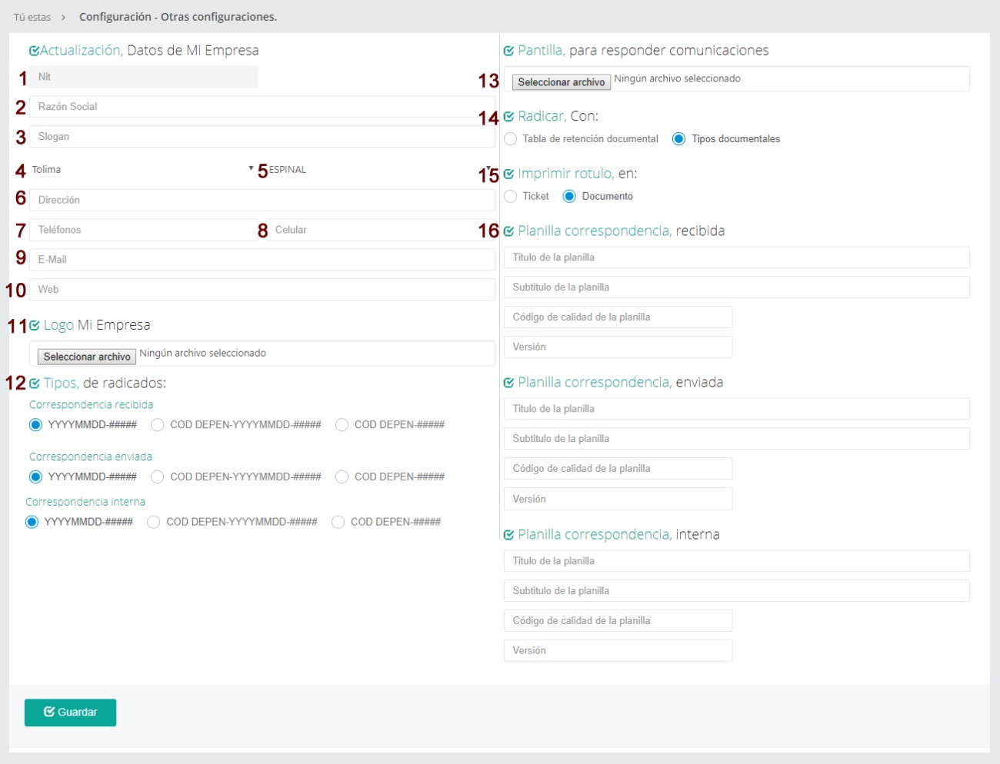 Tú estas > Configuración - Otras configuraciones.
Actualización, Datos de Mi Empresa
1 Nit
2 Razón Social
3 Slogan
4 Tolima 5 ESPINAL
6 Dirección
7 Teléfonos 8 Celular
9 E-Mail
10 Web
11 Logo Mi Empresa
Seleccionar archivo Ningún archivo seleccionado
12 Tipos, de radicados:
Correspondencia recibida
YYYYMMDD-##### COD DEPEN-YYYYMMDD-##### COD DEPEN-#####
Correspondencia enviada
YYYYMMDD-##### COD DEPEN-YYYYMMDD-##### COD DEPEN-#####
Correspondencia interna
YYYYMMDD-##### COD DEPEN-YYYYMMDD-##### COD DEPEN-#####
Pantilla, para responder comunicaciones
13 Seleccionar archivo Ningún archivo seleccionado
14 Radicar, Con:
Tabla de retención documental Tipos documentales
15 Imprimir rotulo, en:
Ticket Documento
16 Planilla correspondencia, recibida
Titulo de la planilla
Subtitulo de la planilla
Código de calidad de la planilla
Versión
Planilla correspondencia, enviada
Titulo de la planilla
Subtitulo de la planilla
Código de calidad de la planilla
Versión
Planilla correspondencia, interna
Titulo de la planilla
Subtitulo de la planilla
Código de calidad de la planilla
Versión
Guardar